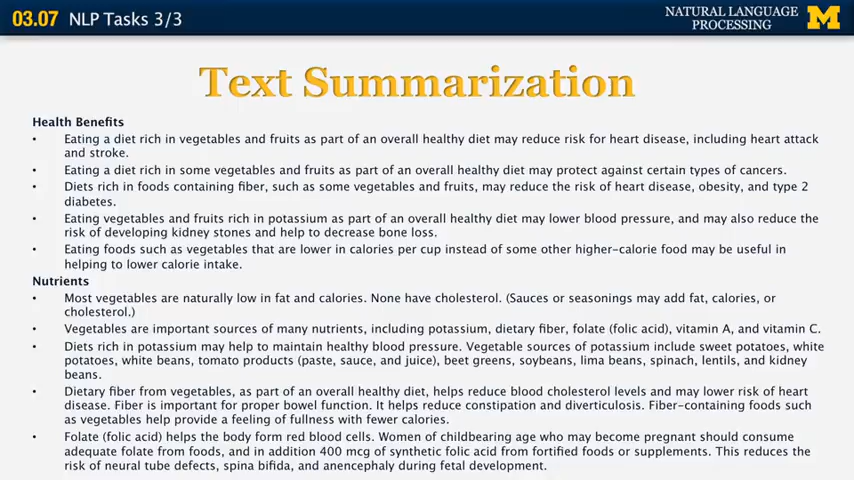 03.07 NLP Tasks 3/3
NATURAL LANGUAGE
PROCESSING
M
Text Summarization
Health Benefits
• Eating a diet rich in vegetables and fruits as part of an overall healthy diet may reduce risk for heart disease, including heart attack
and stroke.
• Eating a diet rich in some vegetables and fruits as part of an overall healthy diet may protect against certain types of cancers.
• Diets rich in foods containing fiber, such as some vegetables and fruits, may reduce the risk of heart disease, obesity, and type 2
diabetes.
• Eating vegetables and fruits rich in potassium as part of an overall healthy diet may lower blood pressure, and may also reduce the
risk of developing kidney stones and help to decrease bone loss.
• Eating foods such as vegetables that are lower in calories per cup instead of some other higher-calorie food may be useful in
helping to lower calorie intake.
Nutrients
• Most vegetables are naturally low in fat and calories. None have cholesterol. (Sauces or seasonings may add fat, calories, or
cholesterol.)
• Vegetables are important sources of many nutrients, including potassium, dietary fiber, folate (folic acid), vitamin A, and vitamin C.
• Diets rich in potassium may help to maintain healthy blood pressure. Vegetable sources of potassium include sweet potatoes, white
potatoes, white beans, tomato products (paste, sauce, and juice), beet greens, soybeans, lima beans, spinach, lentils, and kidney
beans.
• Dietary fiber from vegetables, as part of an overall healthy diet, helps reduce blood cholesterol levels and may lower risk of heart
disease. Fiber is important for proper bowel function. It helps reduce constipation and diverticulosis. Fiber-containing foods such
as vegetables help provide a feeling of fullness with fewer calories.
• Folate (folic acid) helps the body form red blood cells. Women of childbearing age who may become pregnant should consume
adequate folate from foods, and in addition 400 mcg of synthetic folic acid from fortified foods or supplements. This reduces the
risk of neural tube defects, spina bifida, and anencephaly during fetal development.